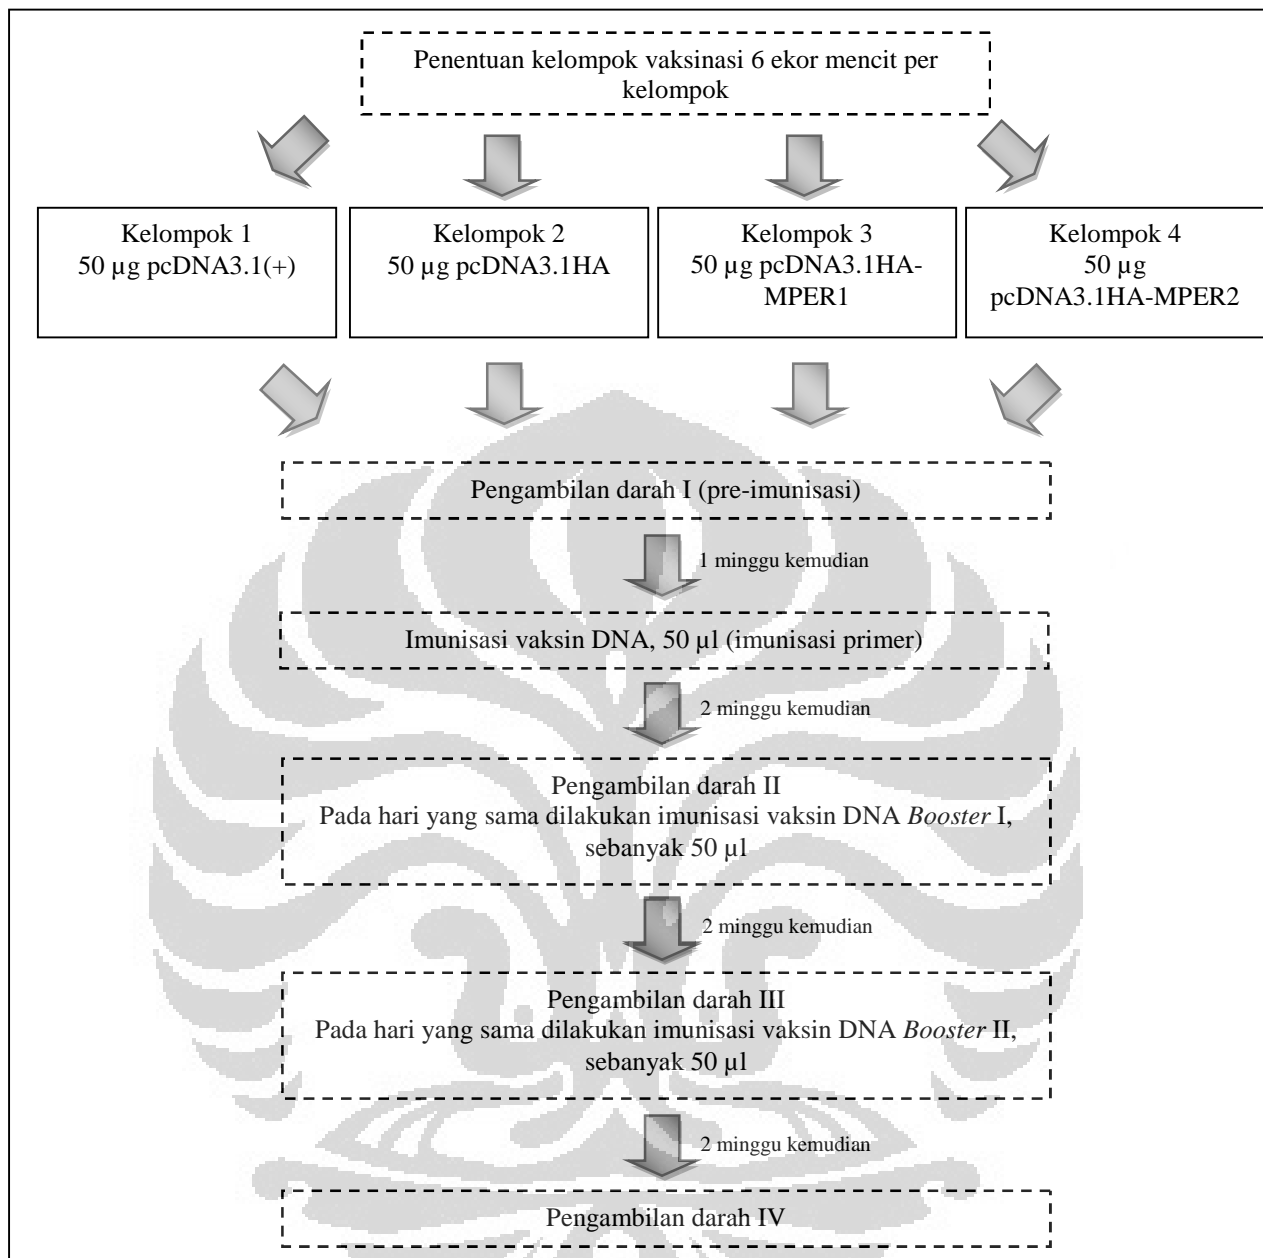 Penentuan kelompok vaksinasi 6 ekor mencit per
kelompok
Kelompok 1
50 µg pcDNA3.1(+)
Kelompok 2
50 µg pcDNA3.1HA
Kelompok 3
50 µg pcDNA3.1HA-
MPER1
Kelompok 4
50 µg
pcDNA3.1HA-MPER2
Pengambilan darah I (pre-imunisasi)
1 minggu kemudian
Imunisasi vaksin DNA, 50 µl (imunisasi primer)
2 minggu kemudian
Pengambilan darah II
Pada hari yang sama dilakukan imunisasi vaksin DNA Booster I,
sebanyak 50 µl
2 minggu kemudian
Pengambilan darah III
Pada hari yang sama dilakukan imunisasi vaksin DNA Booster II,
sebanyak 50 µl
2 minggu kemudian
Pengambilan darah IV